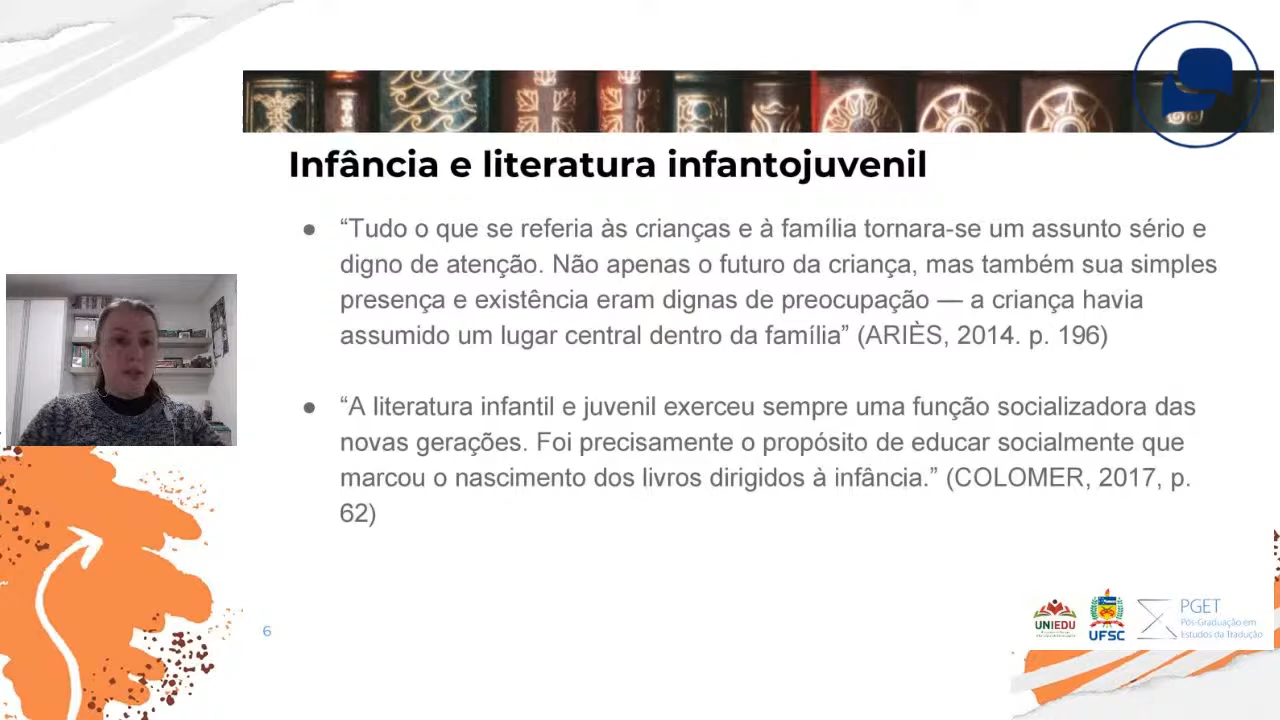 Infância e literatura infantojuvenil
● “Tudo o que se referia às crianças e à família tornara-se um assunto sério e
digno de atenção. Não apenas o futuro da criança, mas também sua simples
presença e existência eram dignas de preocupação — a criança havia
assumido um lugar central dentro da família” (ARIÈS, 2014. p. 196)
● “A literatura infantil e juvenil exerceu sempre uma função socializadora das
novas gerações. Foi precisamente o propósito de educar socialmente que
marcou o nascimento dos livros dirigidos à infância.” (COLOMER, 2017, p.
62)
6
UNIEDU
UFSC
PGET
Pós-Graduação em
Estudos da Tradução